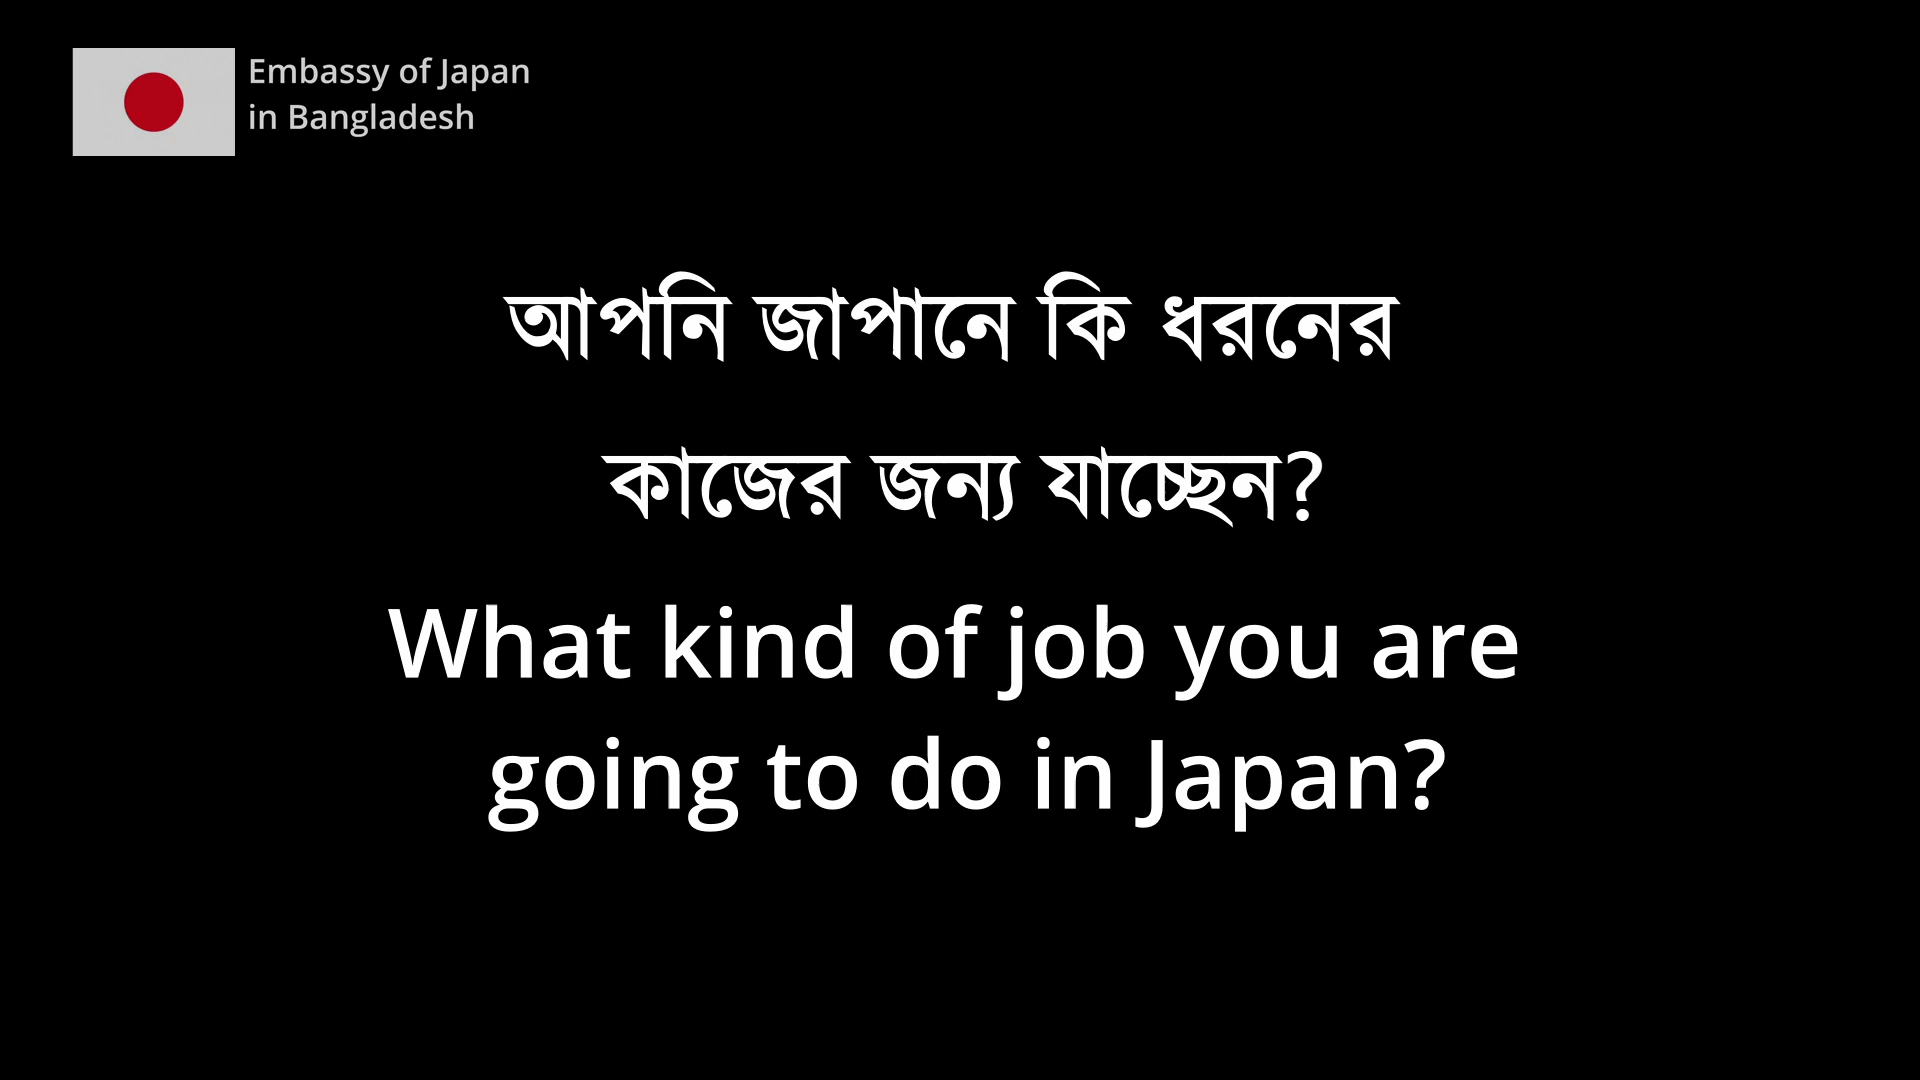 Embassy of Japan
in Bangladesh
আপনি জাপানে কি ধরনের
কাজের জন্য যাচ্ছেন?
What kind of job you are
going to do in Japan?